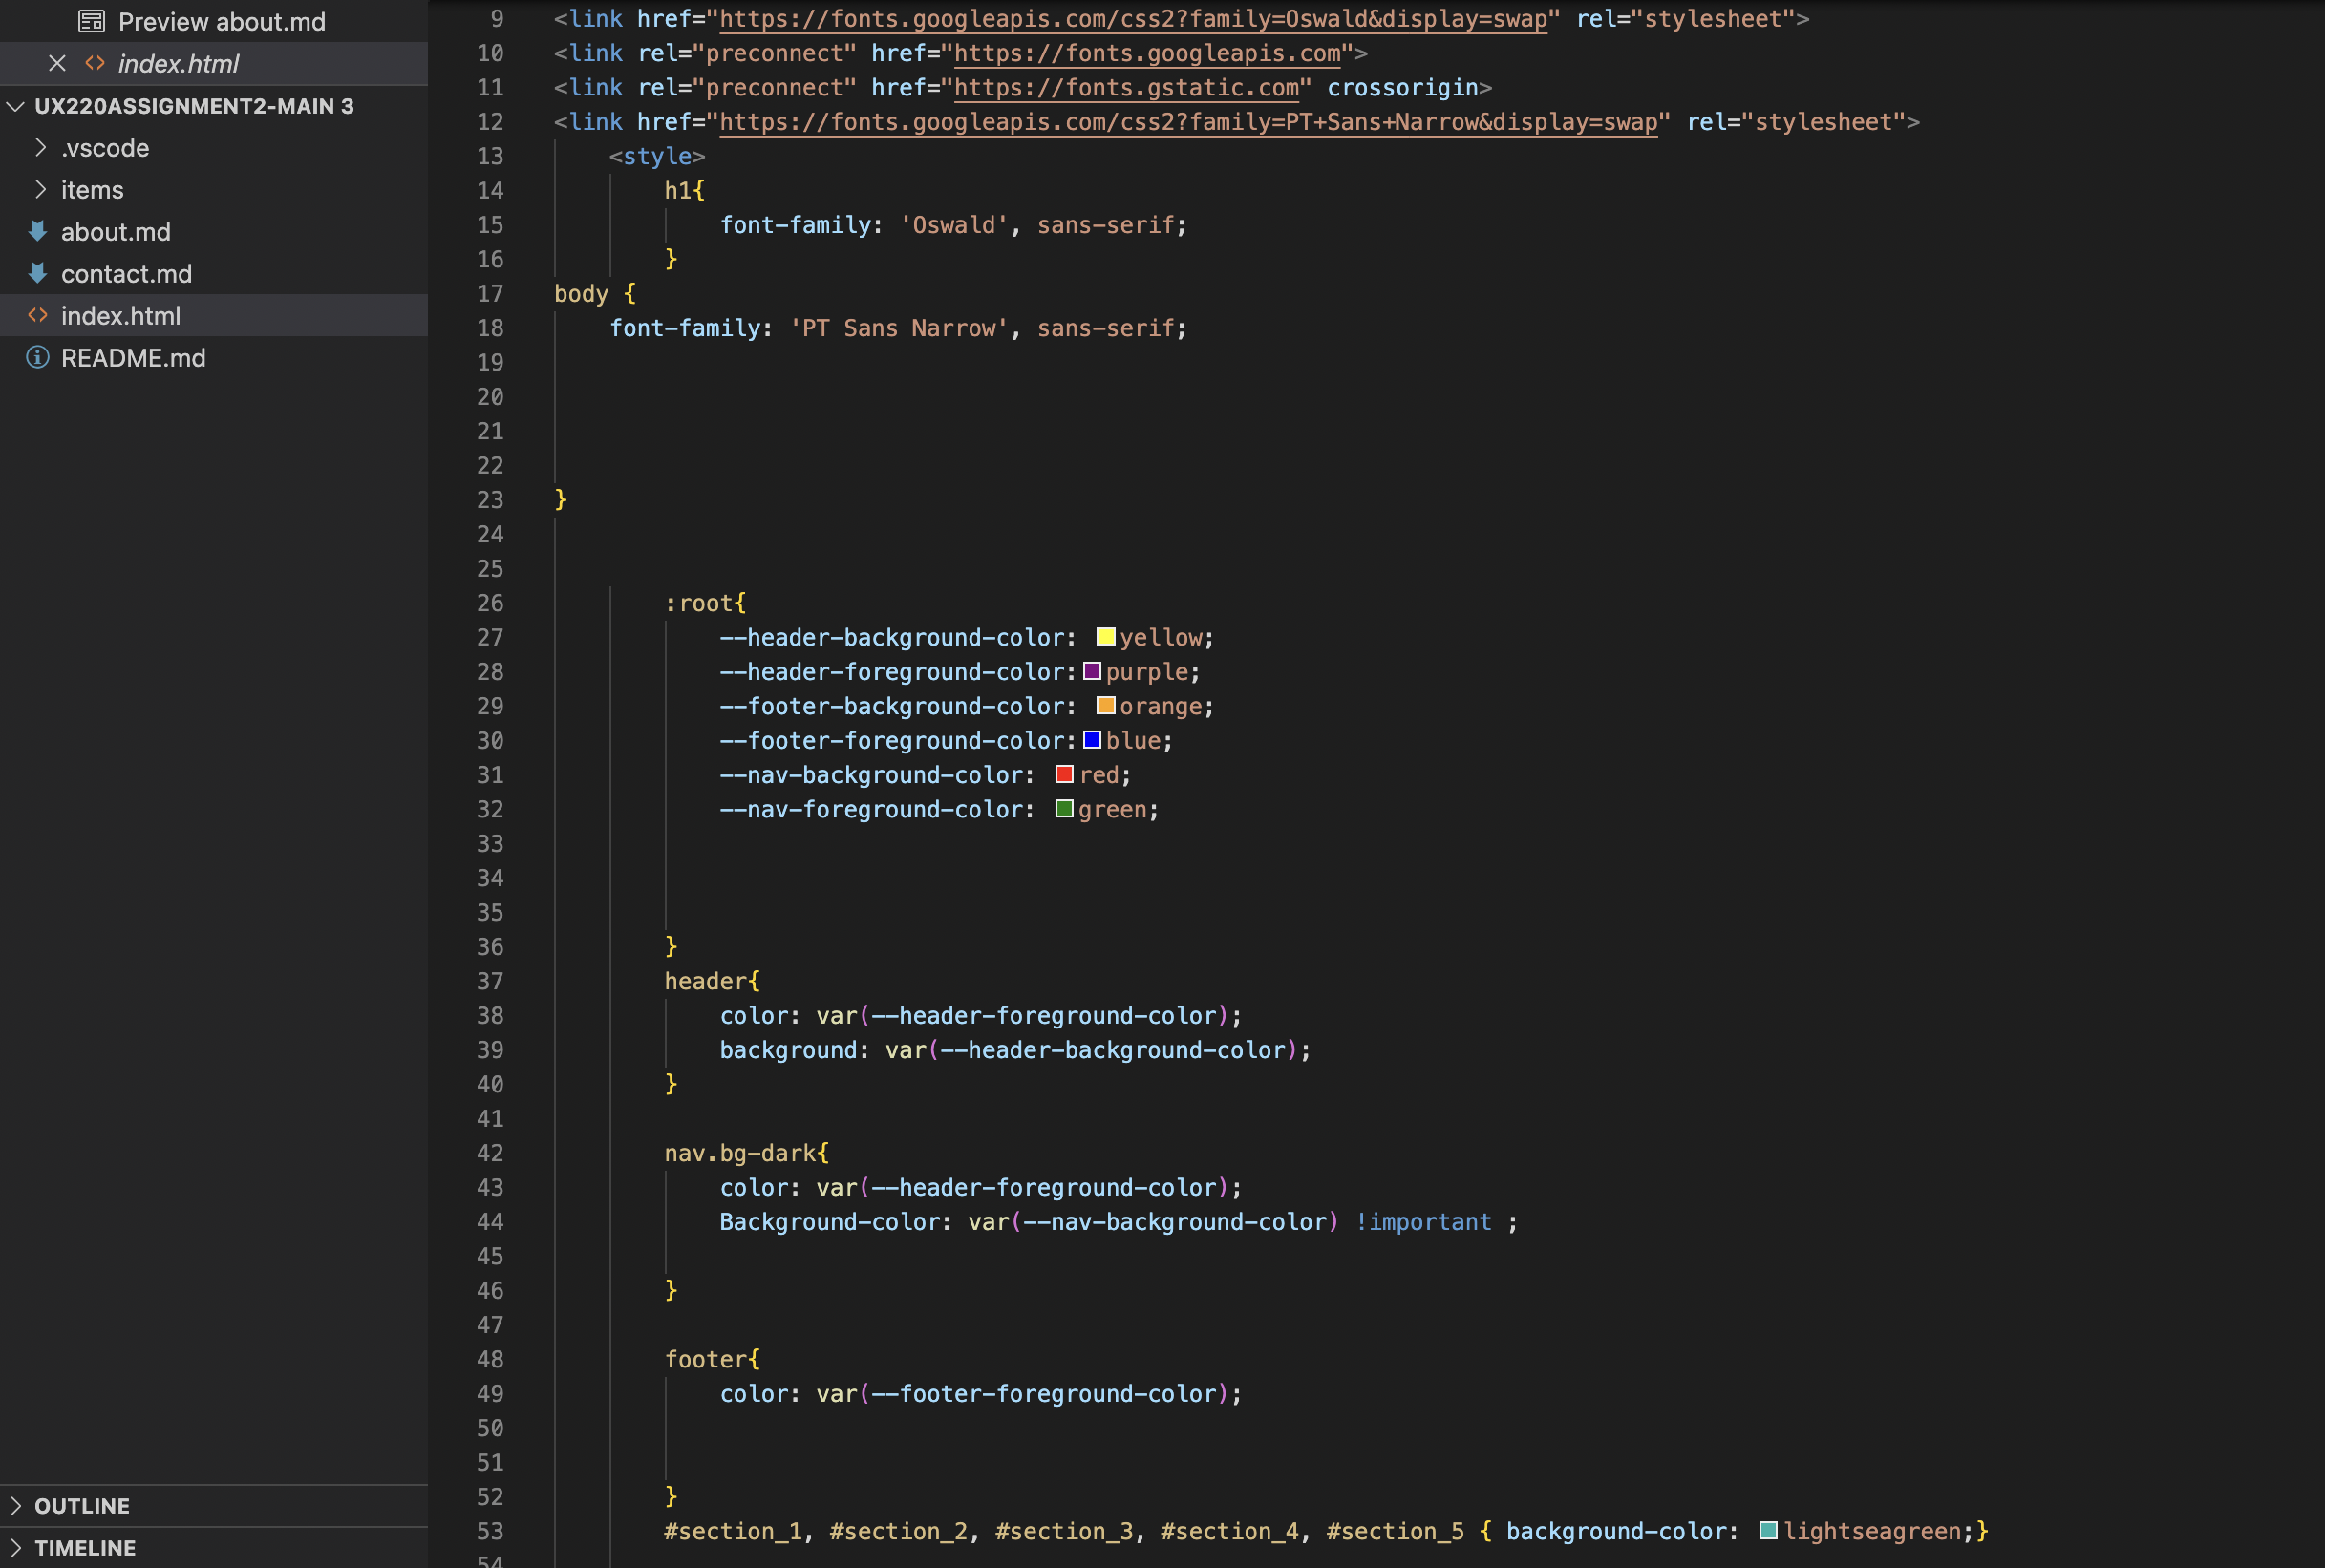 Preview about.md
index.html
UX220ASSIGNMENT2-MAIN 3
.vscode
items
about.md
contact.md
index.html
README.md
OUTLINE
TIMELINE
9 <link href="https://fonts.googleapis.com/css2?family=Oswald&display=swap" rel="stylesheet">
10 <link rel="preconnect" href="https://fonts.googleapis.com">
11 <link rel="preconnect" href="https://fonts.gstatic.com" crossorigin>
12 <link href="https://fonts.googleapis.com/css2?family=PT+Sans+Narrow&display=swap" rel="stylesheet">
13 <style>
14 h1{
15 font-family: 'Oswald', sans-serif;
16 }
17 body {
18 font-family: 'PT Sans Narrow', sans-serif;
19
20
21
22
23 }
24
25
26 :root{
27 --header-background-color: yellow;
28 --header-foreground-color: purple;
29 --footer-background-color: orange;
30 --footer-foreground-color: blue;
31 --nav-background-color: red;
32 --nav-foreground-color: green;
33
34
35
36 }
37 header{
38 color: var(--header-foreground-color);
39 background: var(--header-background-color);
40 }
41
42 nav.bg-dark{
43 color: var(--header-foreground-color);
44 Background-color: var(--nav-background-color) !important ;
45
46 }
47
48 footer{
49 color: var(--footer-foreground-color);
50
51
52 }
53 #section_1, #section_2, #section_3, #section_4, #section_5 { background-color: lightseagreen;}
54